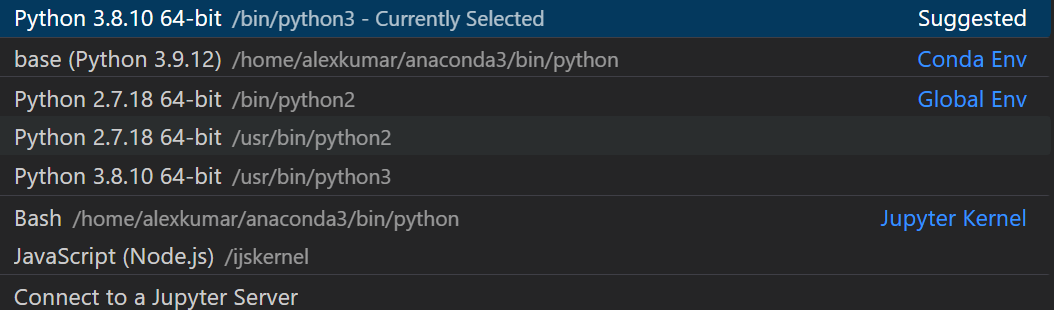 Python 3.8.10 64-bit /bin/python3 - Currently Selected Suggested
base (Python 3.9.12) /home/alexkumar/anaconda3/bin/python Conda Env
Python 2.7.18 64-bit /bin/python2 Global Env
Python 2.7.18 64-bit /usr/bin/python2
Python 3.8.10 64-bit /usr/bin/python3
Bash /home/alexkumar/anaconda3/bin/python Jupyter Kernel
JavaScript (Node.js) /ijskernel
Connect to a Jupyter Server